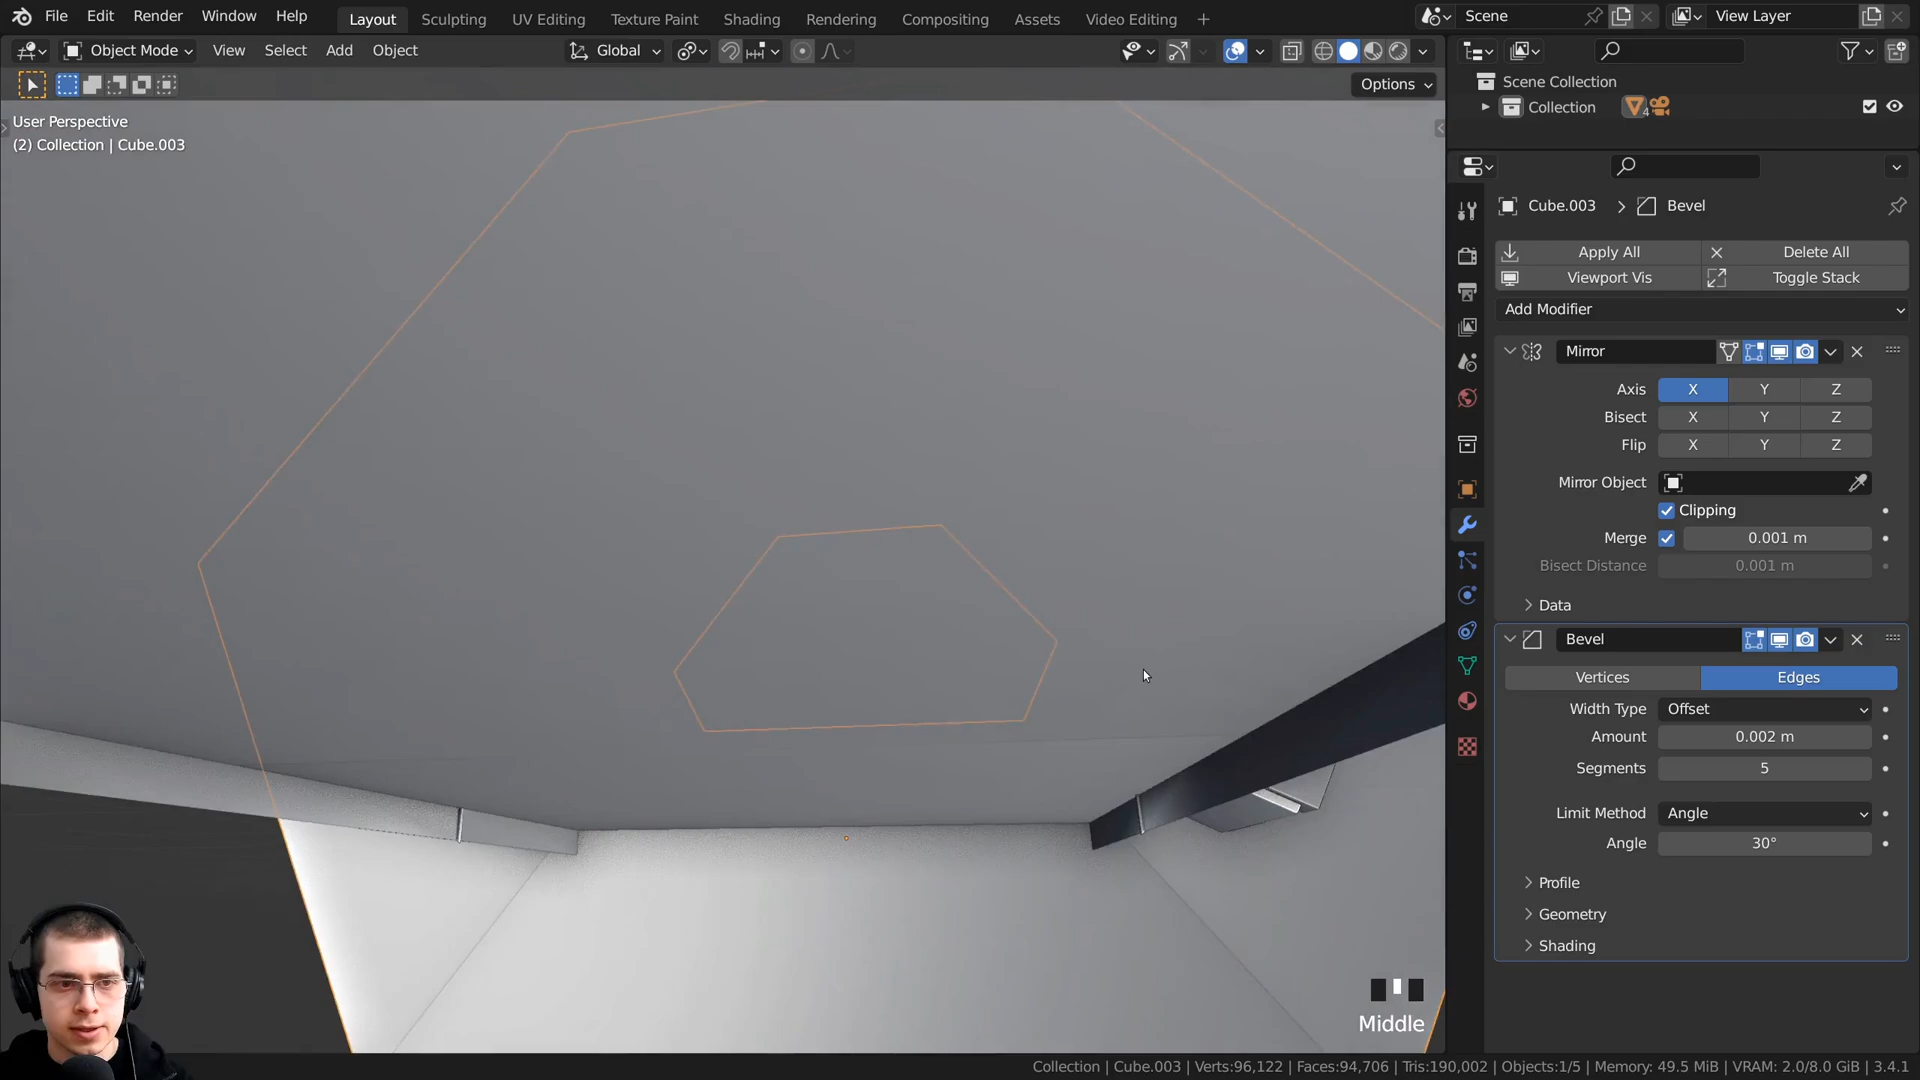 File Edit Render Window Help Layout Sculpting UV Editing Texture Paint Shading Rendering Compositing Assets Video Editing + Scene View Layer
Object Mode View Select Add Object Global
Options
User Perspective
(2) Collection | Cube.003
Scene Collection
Collection 4
Cube.003 > Bevel
Apply All Delete All
Viewport Vis Toggle Stack
Add Modifier
Mirror
Axis X Y Z
Bisect X Y Z
Flip X Y Z
Mirror Object
Clipping
Merge 0.001 m
Bisect Distance 0.001 m
Data
Bevel
Vertices Edges
Width Type Offset
Amount 0.002 m
Segments 5
Limit Method Angle
Angle 30°
Profile
Geometry
Shading
Middle
Collection | Cube.003 | Verts:96,122 | Faces:94,706 | Tris:190,002 | Objects:1/5 | Memory: 49.5 MiB | VRAM: 2.0/8.0 GiB | 3.4.1